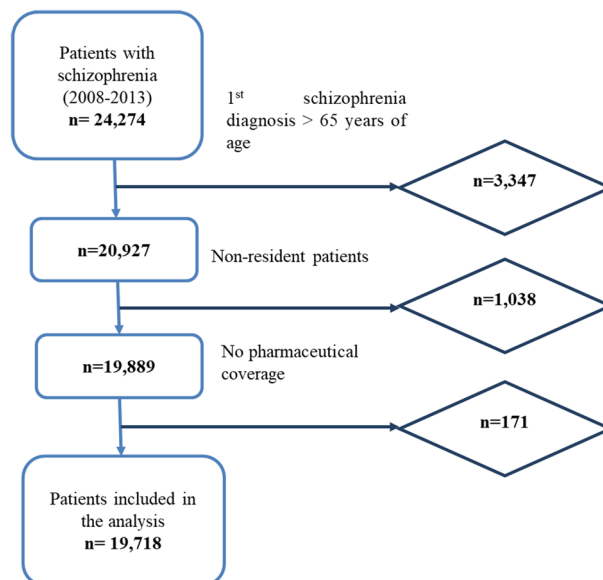 Patients with
schizophrenia
(2008-2013)
n= 24,274
1st schizophrenia
diagnosis > 65 years of
age
n=3,347
n=20,927
Non-resident patients
n=1,038
n=19,889
No pharmaceutical
coverage
n=171
Patients included in
the analysis
n= 19,718